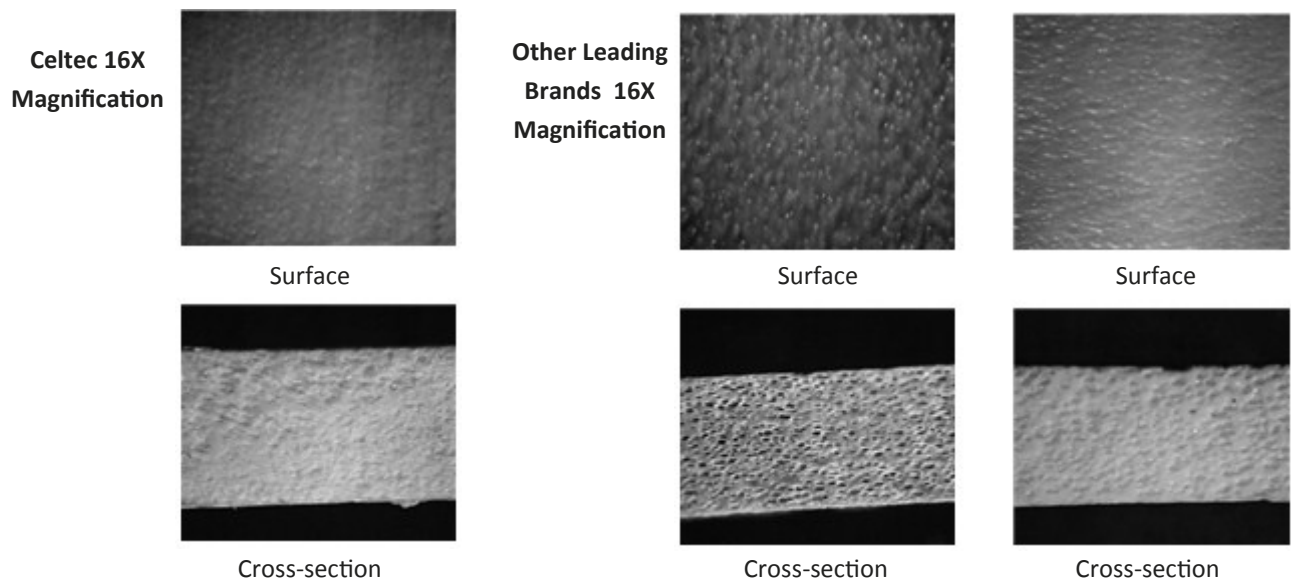 Celtec 16X
Magnification
Other Leading
Brands 16X
Magnification
Surface
Surface
Surface
Cross-section
Cross-section
Cross-section